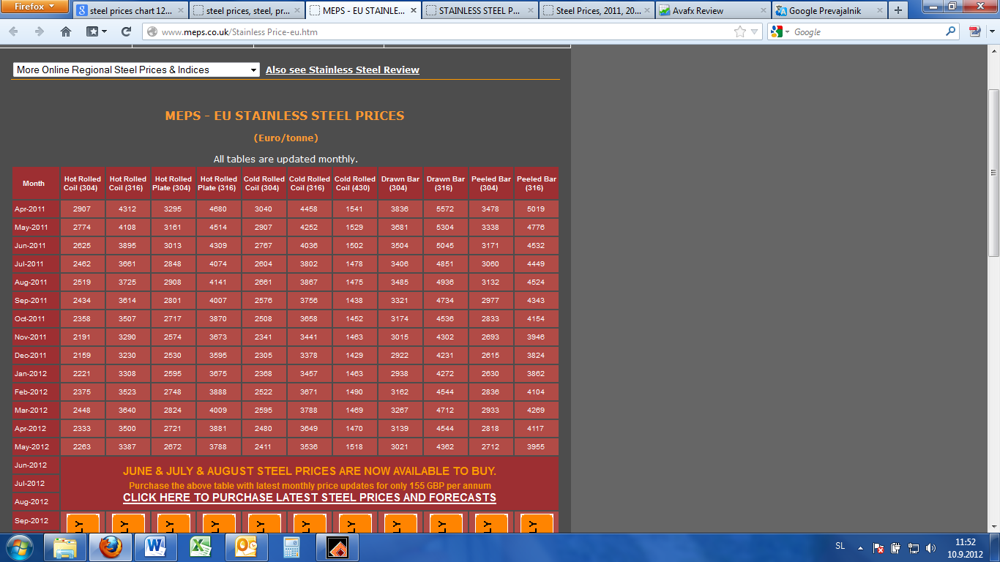 Firefox
steel prices chart 12...
steel prices, steel, pr...
MEPS - EU STAINLE...
STAINLESS STEEL P...
Steel Prices, 2011, 20...
Avafx Review
Google Prevajalnik
www.meps.co.uk/Stainless Price-eu.htm
Google
More Online Regional Steel Prices & Indices
Also see Stainless Steel Review
MEPS - EU STAINLESS STEEL PRICES
(Euro/tonne)
All tables are updated monthly.
Month Hot Rolled Coil (304) Hot Rolled Coil (316) Hot Rolled Plate (304) Hot Rolled Plate (316) Cold Rolled Coil (304) Cold Rolled Coil (316) Cold Rolled Coil (430) Drawn Bar (304) Drawn Bar (316) Peeled Bar (304) Peeled Bar (316)
Apr-2011 2907 4312 3295 4680 3040 4458 1541 3836 5572 3478 5019
May-2011 2774 4108 3161 4514 2907 4252 1529 3681 5304 3338 4776
Jun-2011 2625 3895 3013 4309 2767 4036 1502 3504 5045 3171 4532
Jul-2011 2462 3661 2848 4074 2604 3802 1478 3406 4851 3060 4449
Aug-2011 2519 3725 2908 4141 2661 3867 1475 3485 4936 3132 4524
Sep-2011 2434 3614 2801 4007 2576 3756 1438 3321 4734 2977 4343
Oct-2011 2358 3507 2717 3870 2508 3658 1452 3174 4536 2833 4154
Nov-2011 2191 3290 2574 3673 2341 3441 1463 3015 4302 2693 3946
Dec-2011 2159 3230 2530 3595 2305 3378 1429 2922 4231 2615 3824
Jan-2012 2221 3308 2595 3675 2368 3457 1463 2938 4272 2630 3862
Feb-2012 2375 3523 2748 3888 2522 3671 1490 3162 4544 2836 4104
Mar-2012 2448 3640 2824 4009 2595 3788 1469 3267 4712 2933 4269
Apr-2012 2333 3500 2721 3881 2480 3649 1470 3139 4544 2818 4117
May-2012 2263 3387 2672 3788 2411 3536 1518 3021 4362 2712 3955
Jun-2012
Jul-2012
Aug-2012
JUNE & JULY & AUGUST STEEL PRICES ARE NOW AVAILABLE TO BUY.
Purchase the above table with latest monthly price updates for only 155 GBP per annum
CLICK HERE TO PURCHASE LATEST STEEL PRICES AND FORECASTS
Sep-2012 Y Y Y Y Y Y Y Y Y Y Y
SL
11:52
10.9.2012